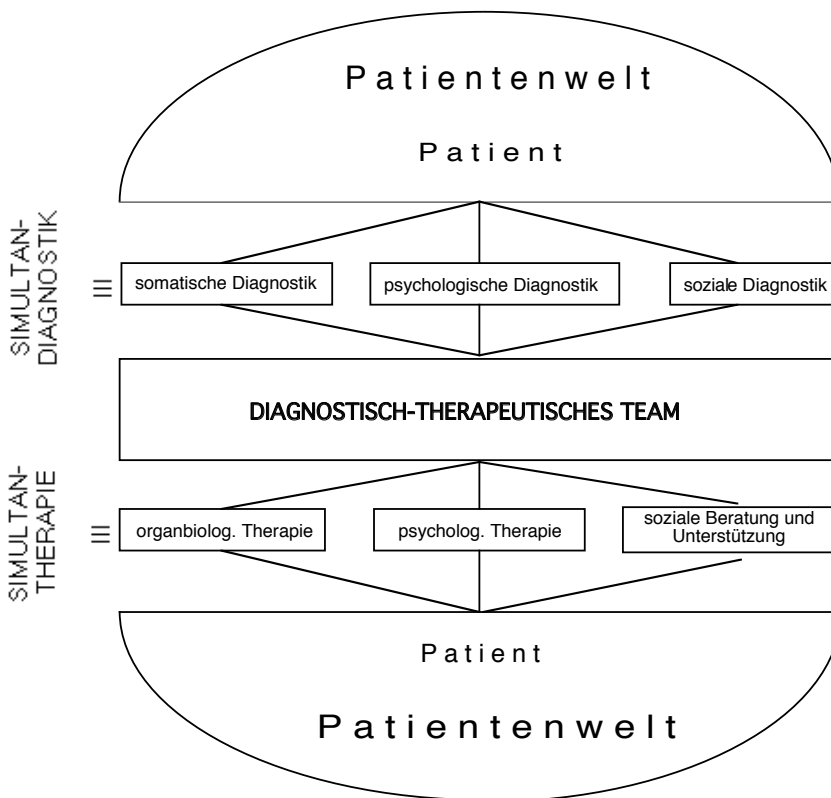 Patientenwelt
Patient
SIMULTAN-
DIAGNOSTIK
somatische Diagnostik
psychologische Diagnostik
soziale Diagnostik
DIAGNOSTISCH-THERAPEUTISCHES TEAM
SIMULTAN-
THERAPIE
organbiolog. Therapie
psycholog. Therapie
soziale Beratung und
Unterstützung
Patient
Patientenwelt